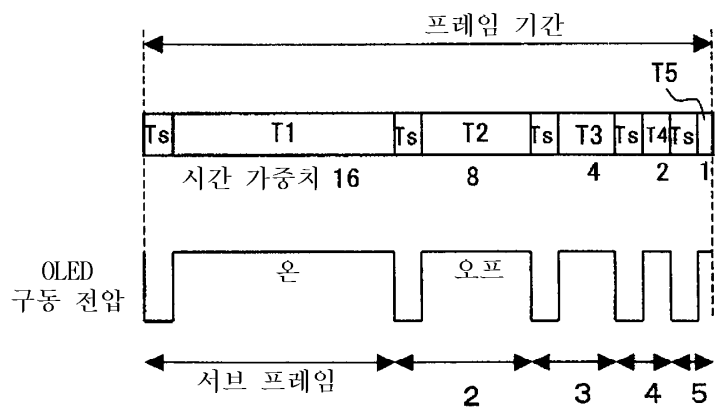 프레임 기간
T5
Ts T1 Ts T2 Ts T3 Ts T4 Ts
시간 가중치 16 8 4 2 1
OLED
구동 전압
온 오프
서브 프레임 2 3 4 5